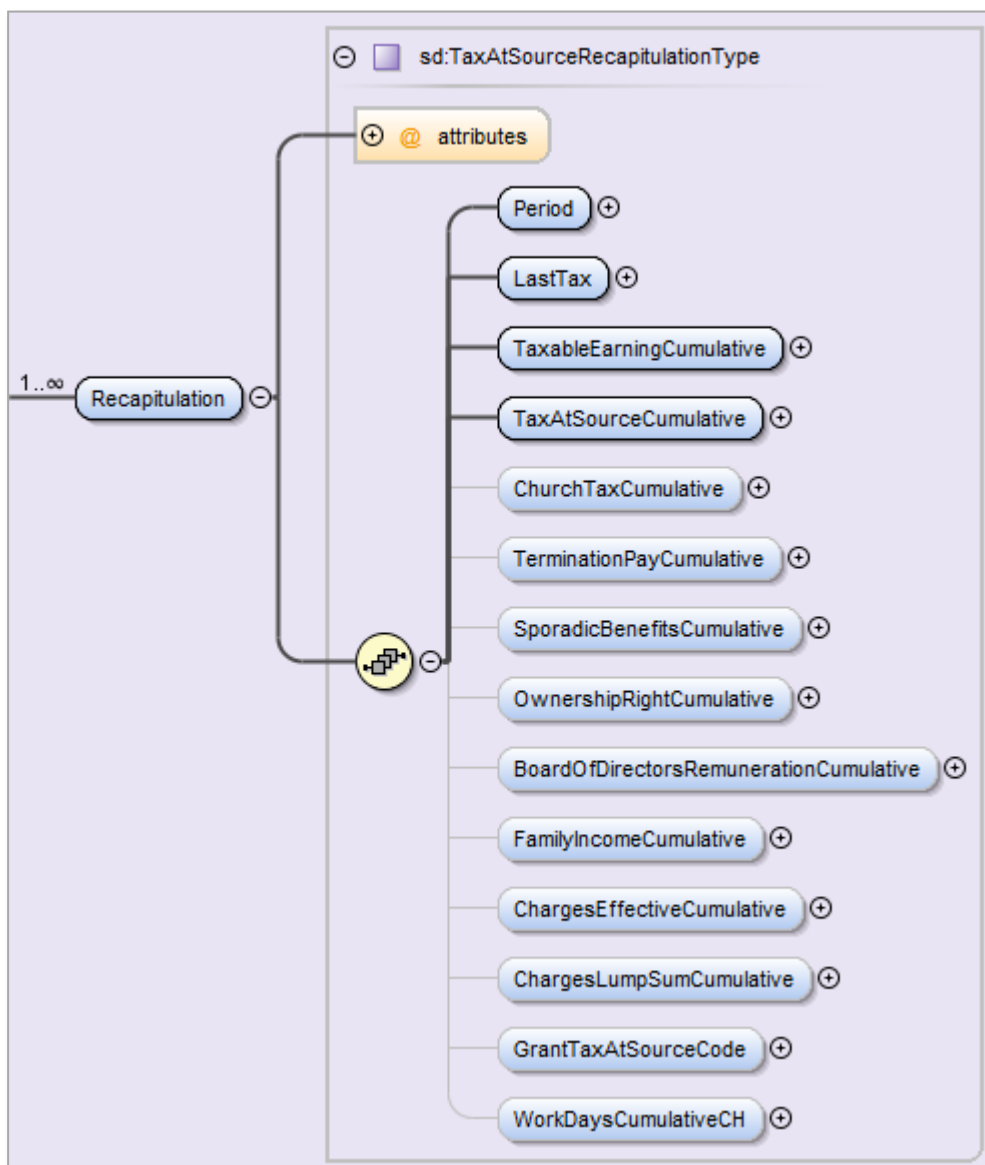 sd:TaxAtSourceRecapitulationType
@ attributes
Period
LastTax
TaxableEarningCumulative
1..∞
Recapitulation
TaxAtSourceCumulative
ChurchTaxCumulative
TerminationPayCumulative
SporadicBenefitsCumulative
OwnershipRightCumulative
BoardOfDirectorsRemunerationCumulative
FamilyIncomeCumulative
ChargesEffectiveCumulative
ChargesLumpSumCumulative
GrantTaxAtSourceCode
WorkDaysCumulativeCH